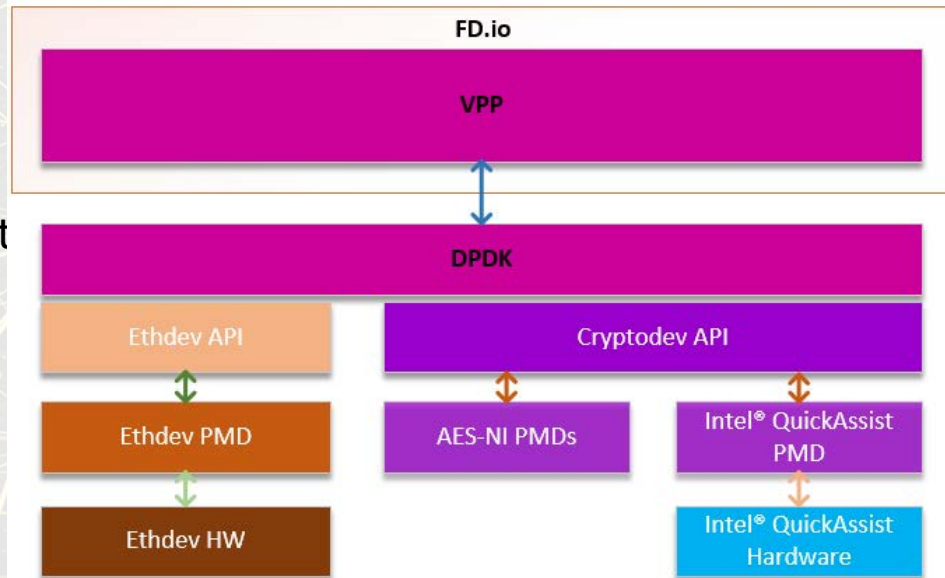 FD.io
VPP
t
DPDK
Ethdev API
Cryptodev API
Ethdev PMD
AES-NI PMDs
Intel® QuickAssist
PMD
Ethdev HW
Intel® QuickAssist
Hardware